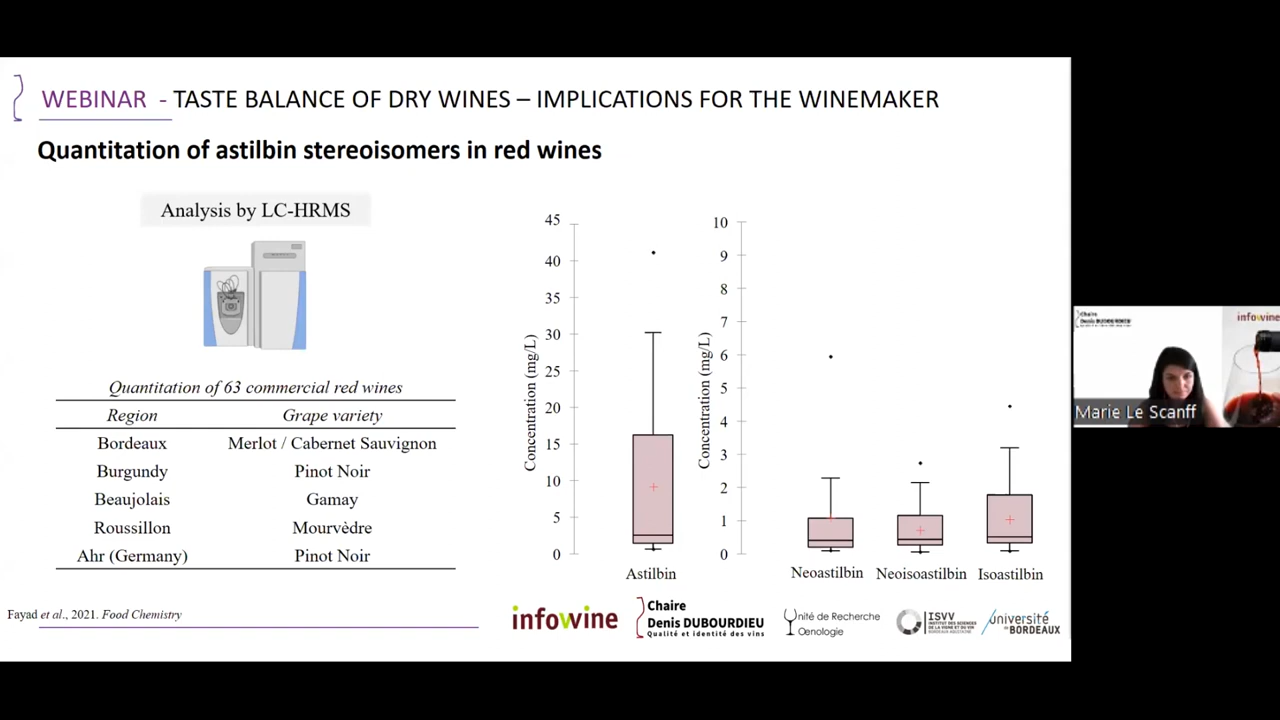 WEBINAR - TASTE BALANCE OF DRY WINES – IMPLICATIONS FOR THE WINEMAKER
Quantitation of astilbin stereoisomers in red wines
Analysis by LC-HRMS
Quantitation of 63 commercial red wines
Region Grape variety
Bordeaux Merlot / Cabernet Sauvignon
Burgundy Pinot Noir
Beaujolais Gamay
Roussillon Mourvèdre
Ahr (Germany) Pinot Noir
Concentration (mg/L)
45
40
35
30
25
20
15
10
5
0
Astilbin
Concentration (mg/L)
10
9
8
7
6
5
4
3
2
1
0
Neoastilbin Neoisoastilbin Isoastilbin
Fayad et al., 2021. Food Chemistry
infowine
Chaire
Denis DUBOURDIEU
Qualité et identité des vins
Unité de Recherche
Œnologie
ISVV
INSTITUT DES SCIENCES
DE LA VIGNE ET DU VIN
BORDEAUX AQUITAINE
université
de BORDEAUX
Chaire
Denis DUBOURDIEU
infowine
Marie Le Scanff